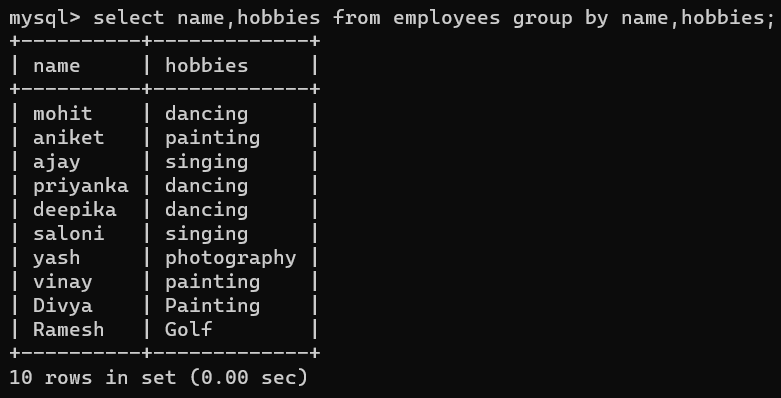 mysql> select name,hobbies from employees group by name,hobbies;
+----------+-------------+
| name     | hobbies     |
+----------+-------------+
| mohit    | dancing     |
| aniket   | painting    |
| ajay     | singing     |
| priyanka | dancing     |
| deepika  | dancing     |
| saloni   | singing     |
| yash     | photography |
| vinay    | painting    |
| Divya    | Painting    |
| Ramesh   | Golf        |
+----------+-------------+
10 rows in set (0.00 sec)